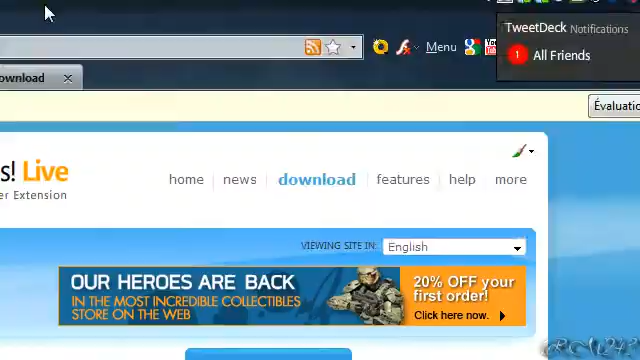 TweetDeck Notifications
1 All Friends
Menu
ownload
Évaluatio
s! Live
er Extension
home news download features help more
VIEWING SITE IN: English
OUR HEROES ARE BACK
IN THE MOST INCREDIBLE COLLECTIBLES
STORE ON THE WEB
20% OFF your
first order!
Click here now.